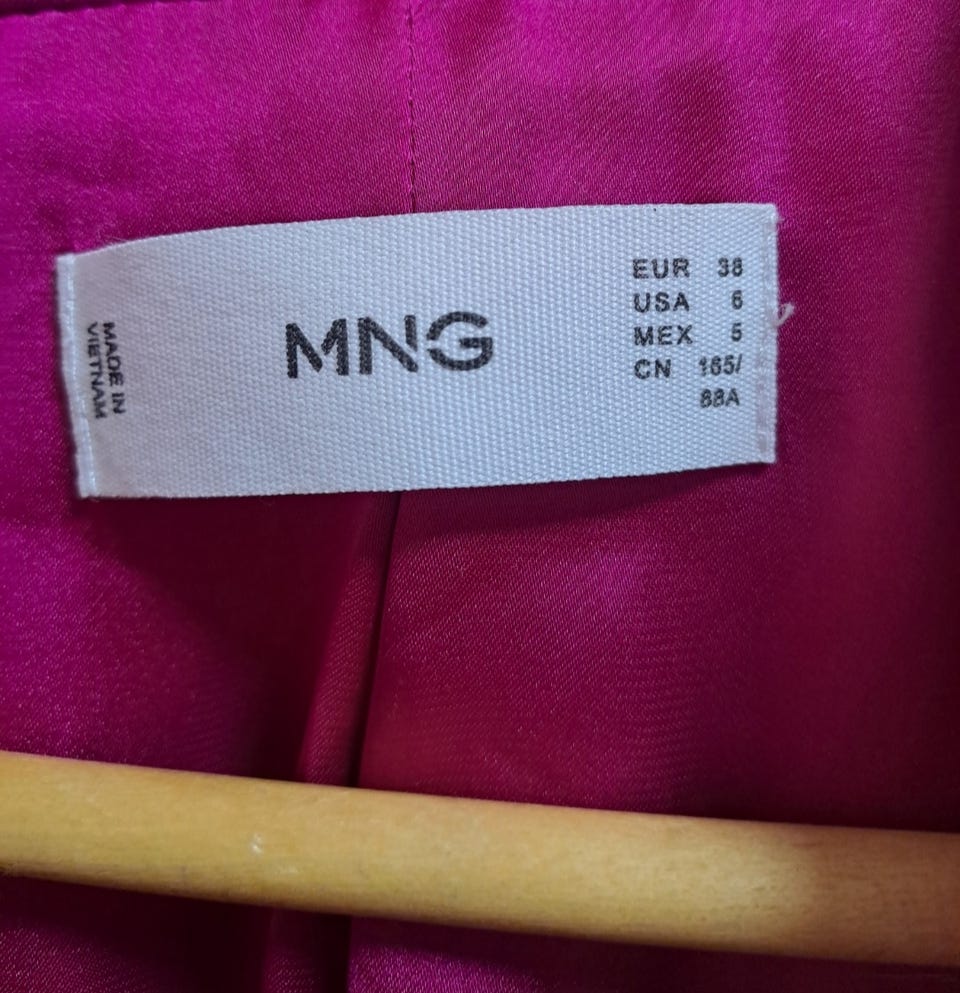 MADE IN
VIETNAM
MNG
EUR 38
USA 6
MEX 5
CN 165/
88A